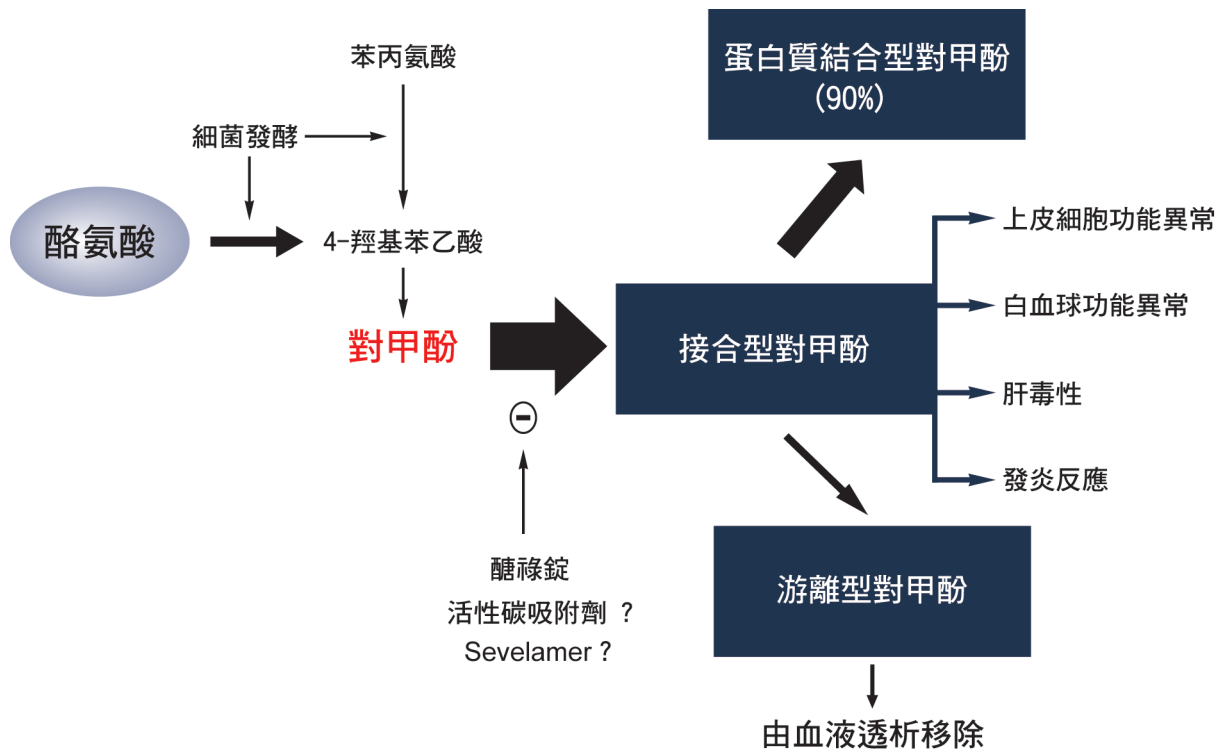 苯丙氨酸
細菌發酵
酪氨酸
4-羥基苯乙酸
對甲酚
⊖
醣祿錠
活性碳吸附劑 ?
Sevelamer ?
蛋白質結合型對甲酚
(90%)
接合型對甲酚
上皮細胞功能異常
白血球功能異常
肝毒性
發炎反應
游離型對甲酚
由血液透析移除